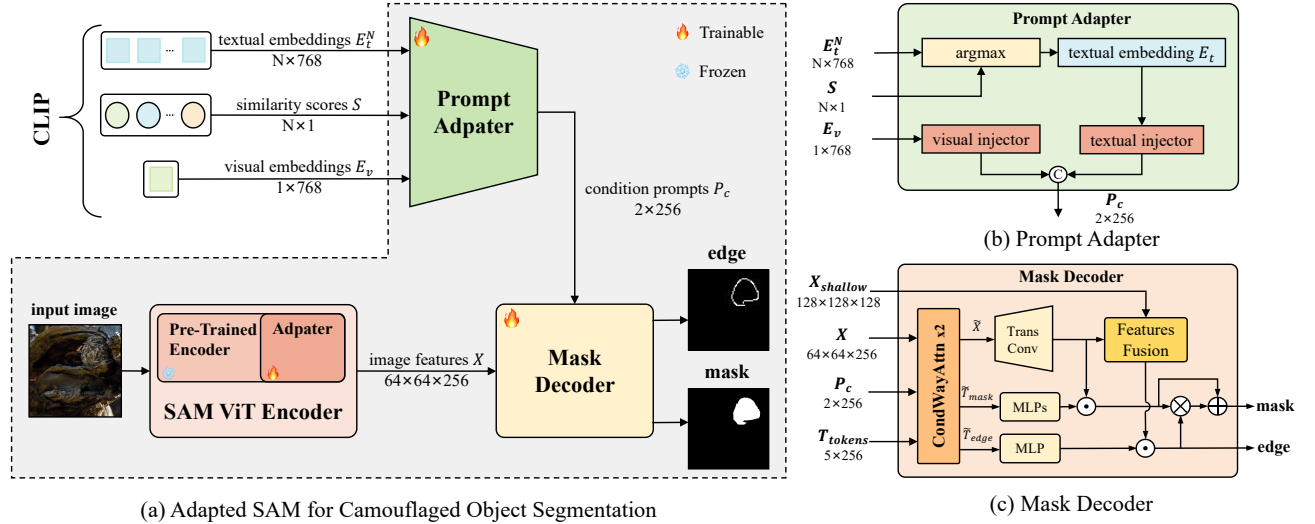 CLIP
textual embeddings E_t^N
N×768
similarity scores S
N×1
visual embeddings E_v
1×768
Prompt
Adpater
Trainable
Frozen
condition prompts P_c
2×256
input image
Pre-Trained
Encoder
Adpater
SAM ViT Encoder
image features X
64×64×256
Mask
Decoder
edge
mask
(a) Adapted SAM for Camouflaged Object Segmentation
Prompt Adapter
E_t^N
N×768
S
N×1
E_v
1×768
argmax
textual embedding E_t
visual injector
textual injector
C
P_c
2×256
(b) Prompt Adapter
Mask Decoder
X_shallow
128×128×128
X
64×64×256
P_c
2×256
T_tokens
5×256
CondWayAttn x2
X̃
Trans
Conv
Features
Fusion
T̃_mask
MLPs
T̃_edge
MLP
mask
edge
(c) Mask Decoder